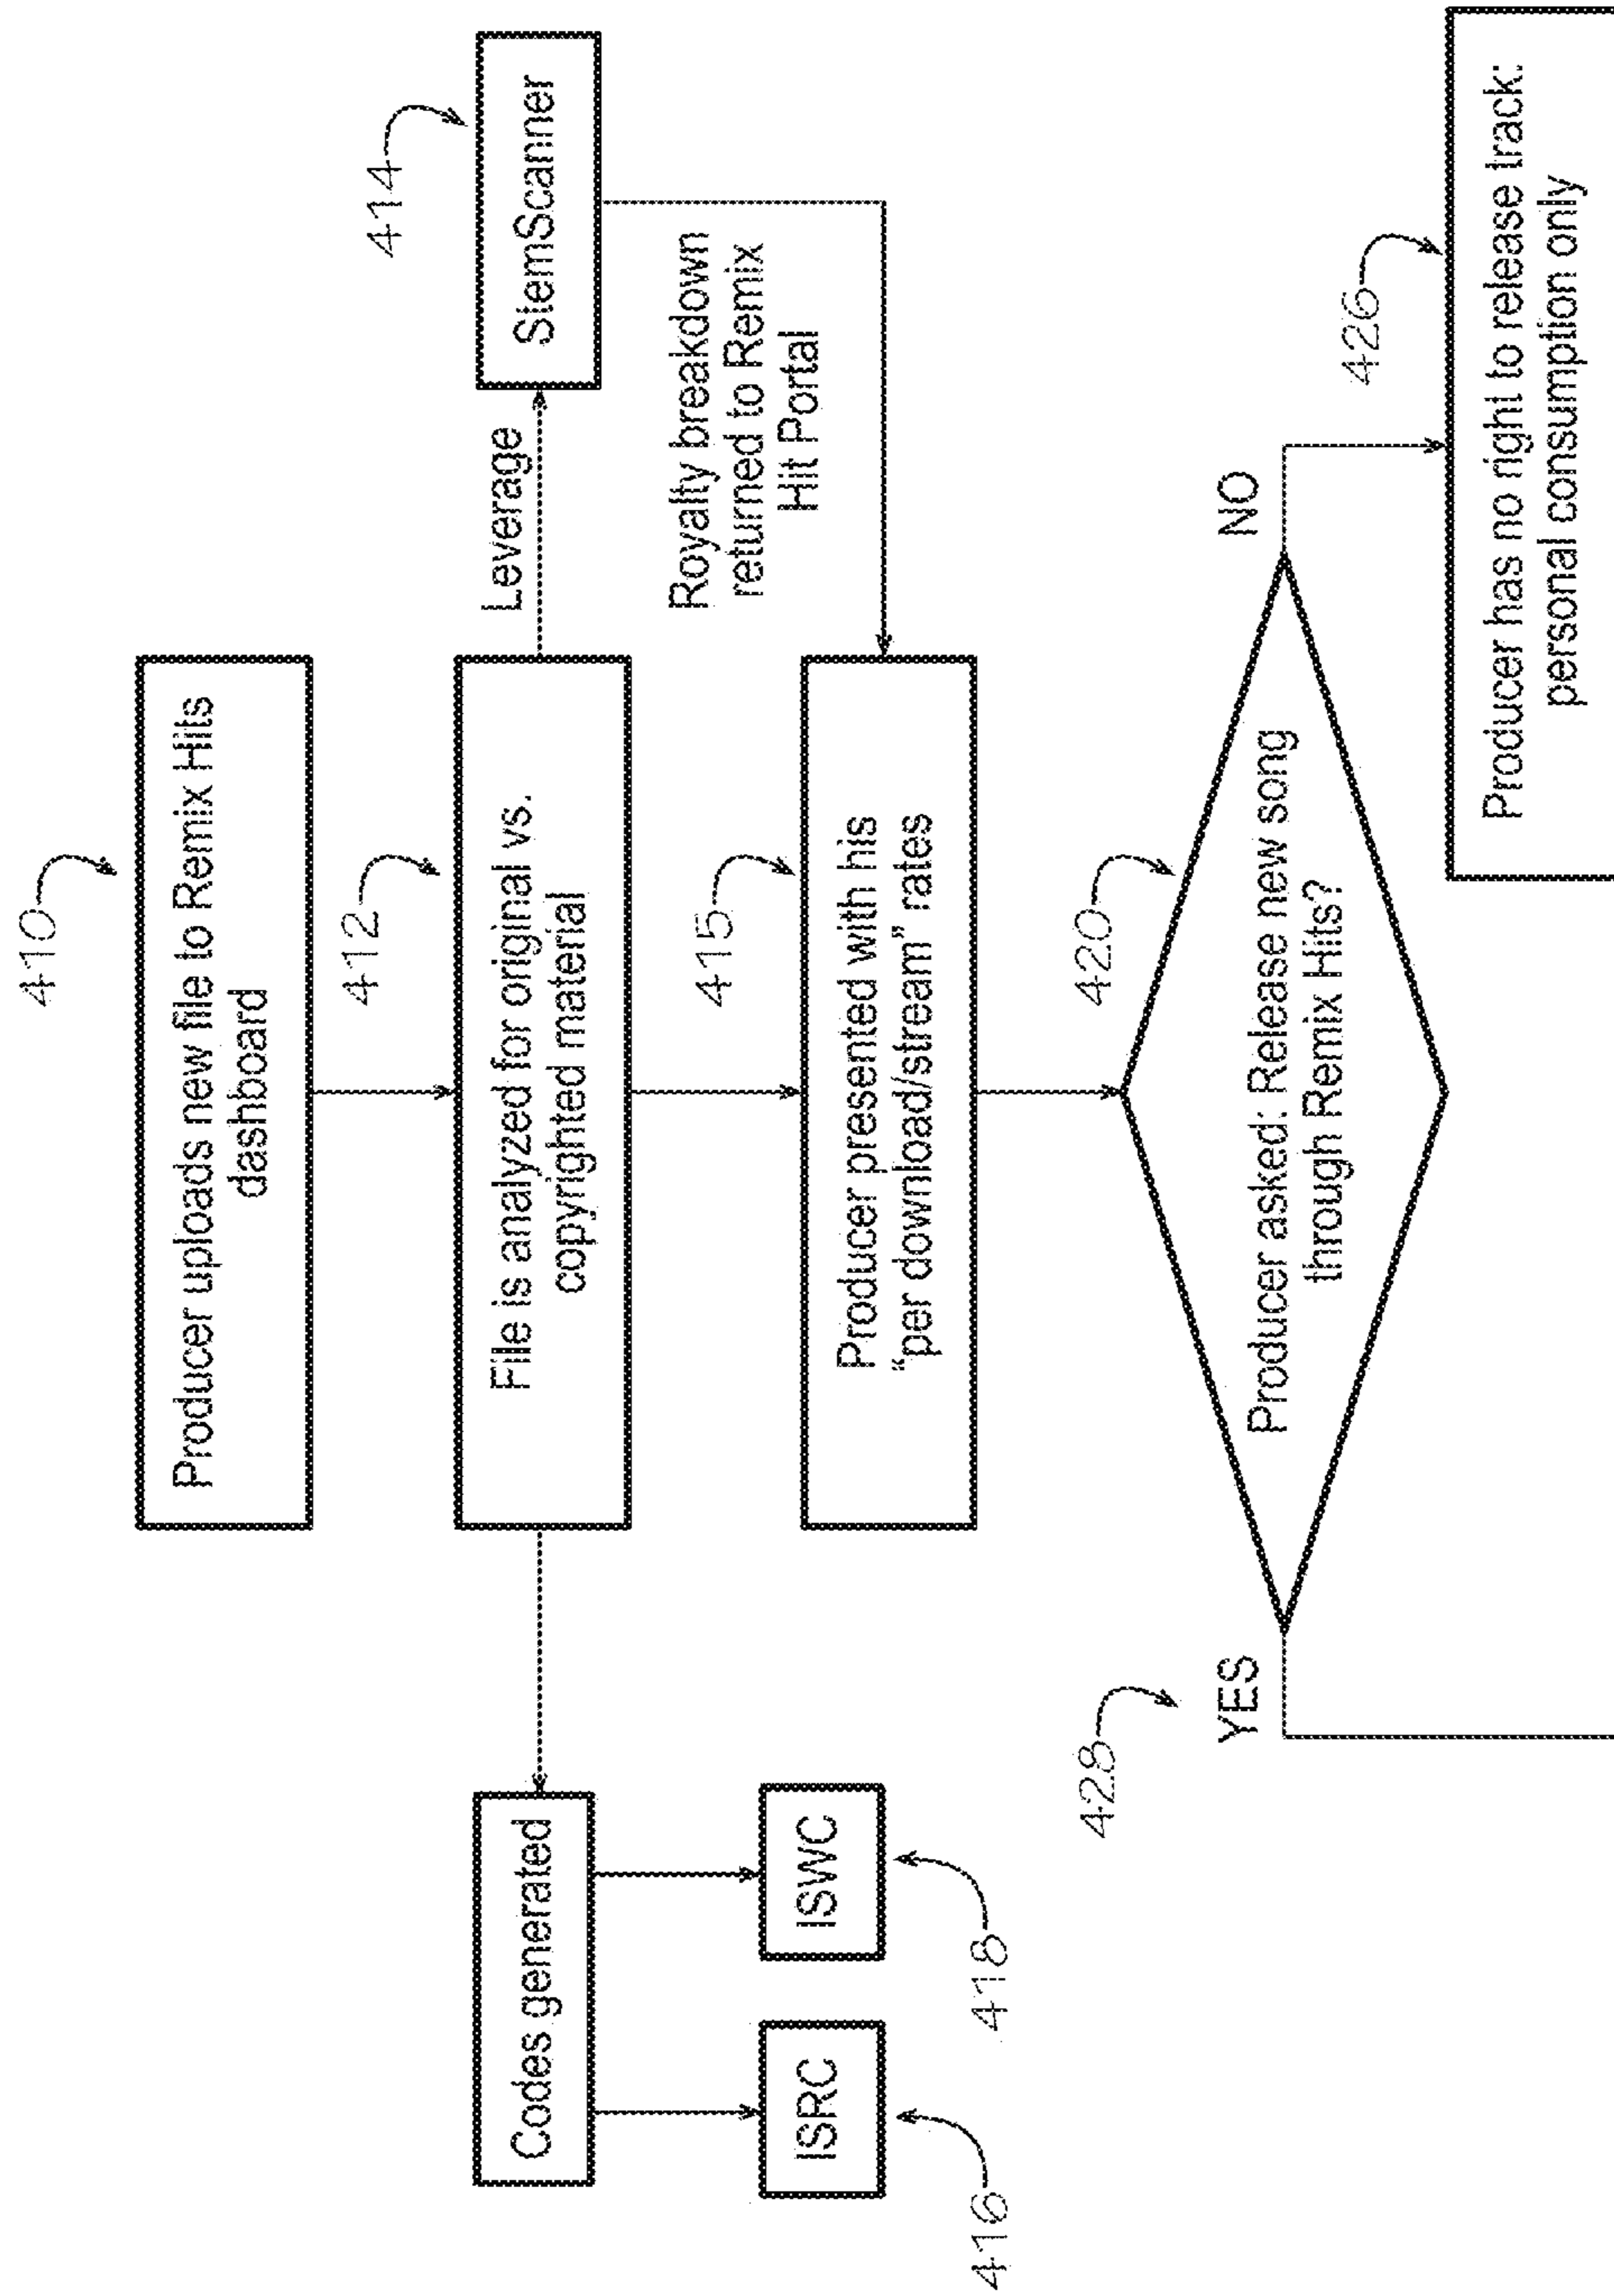 410
Producer uploads new file to Remix Hits
dashboard
412
File is analyzed for original vs.
copyrighted material
Leverage
414
StemScanner
Royalty breakdown
returned to Remix
Hit Portal
Codes generated
ISRC
416
ISWC
418
415
Producer presented with his
"per download/stream" rates
420
Producer asked: Release new song
through Remix Hits?
428
YES
NO
426
Producer has no right to release track:
personal consumption only